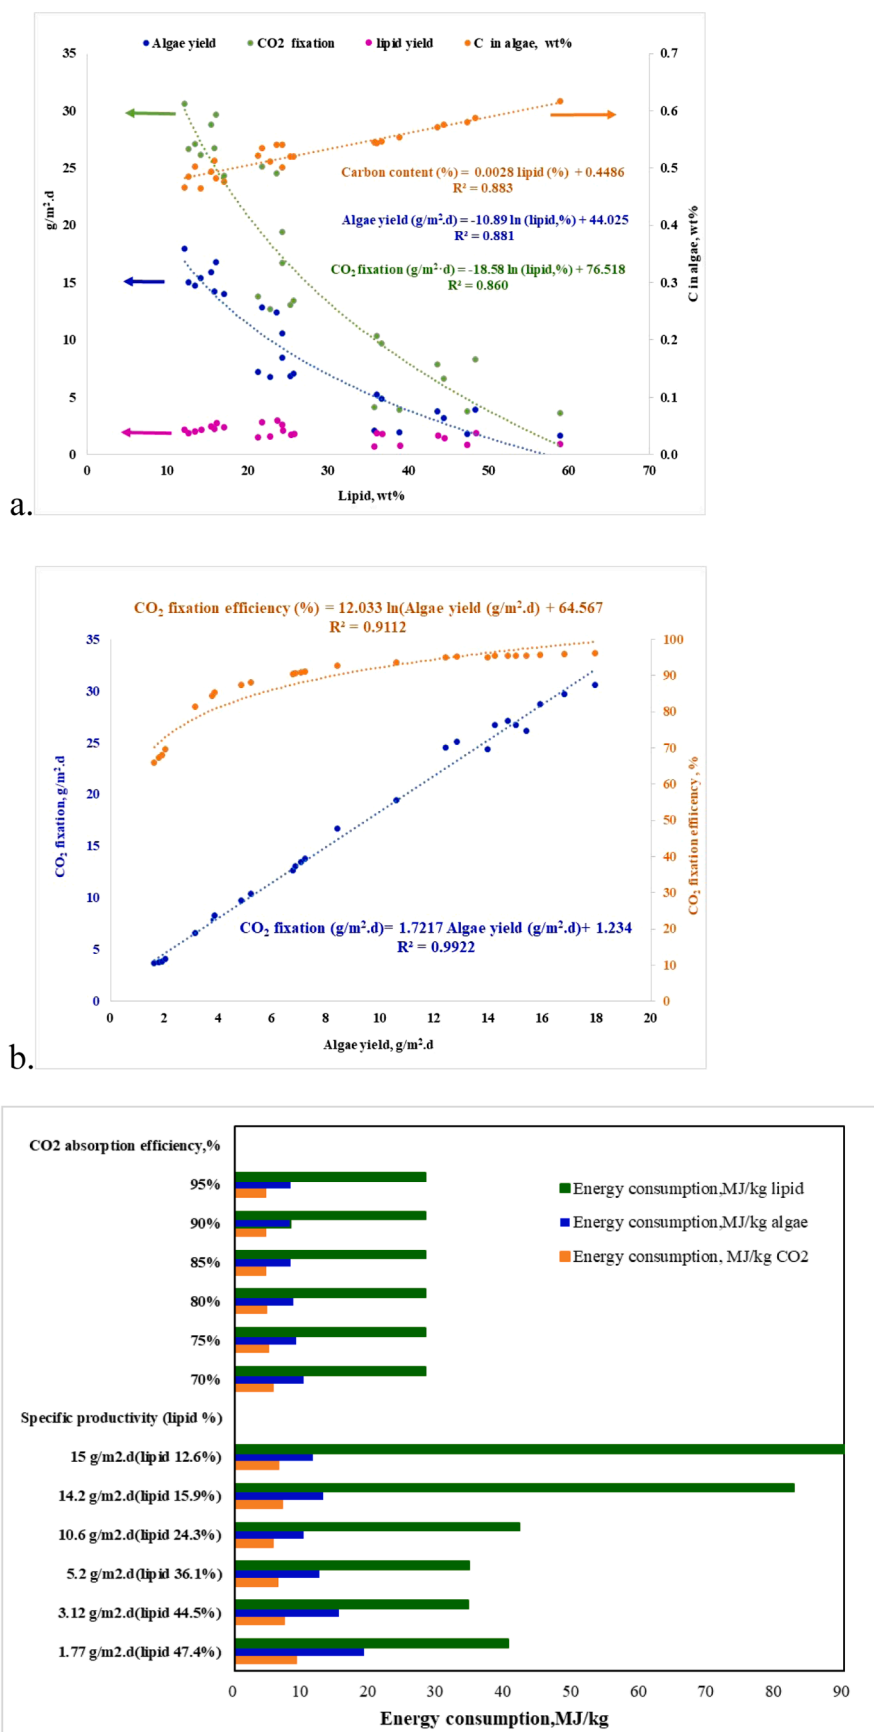 Algae yield CO2 fixation lipid yield C in algae, wt%
35 0.7
30 0.6
25 0.5
20 0.4
15 0.3
10 0.2
5 0.1
0 0.0
g/m².d
C in algae, wt%
Carbon content (%) = 0.0028 lipid (%) + 0.4486
R² = 0.883
Algae yield (g/m².d) = -10.89 ln (lipid,%) + 44.025
R² = 0.881
CO₂ fixation (g/m²·d) = -18.58 ln (lipid,%) + 76.518
R² = 0.860
0 10 20 30 40 50 60 70
Lipid, wt%
a.
CO₂ fixation efficiency (%) = 12.033 ln(Algae yield (g/m².d) + 64.567
R² = 0.9112
35 100
30 90
25 80
20 70
15 60
10 50
5 40
0 30
20
10
0
CO₂ fixation, g/m².d
CO₂ fixation effiicency , %
CO₂ fixation (g/m².d)= 1.7217 Algae yield (g/m².d)+ 1.234
R² = 0.9922
0 2 4 6 8 10 12 14 16 18 20
Algae yield, g/m².d
b.
CO2 absorption efficiency,%
95%
90%
85%
80%
75%
70%
Energy consumption,MJ/kg lipid
Energy consumption,MJ/kg algae
Energy consumption, MJ/kg CO2
Specific productivity (lipid %)
15 g/m2.d(lipid 12.6%)
14.2 g/m2.d(lipid 15.9%)
10.6 g/m2.d(lipid 24.3%)
5.2 g/m2.d(lipid 36.1%)
3.12 g/m2.d(lipid 44.5%)
1.77 g/m2.d(lipid 47.4%)
0 10 20 30 40 50 60 70 80 90
Energy consumption,MJ/kg